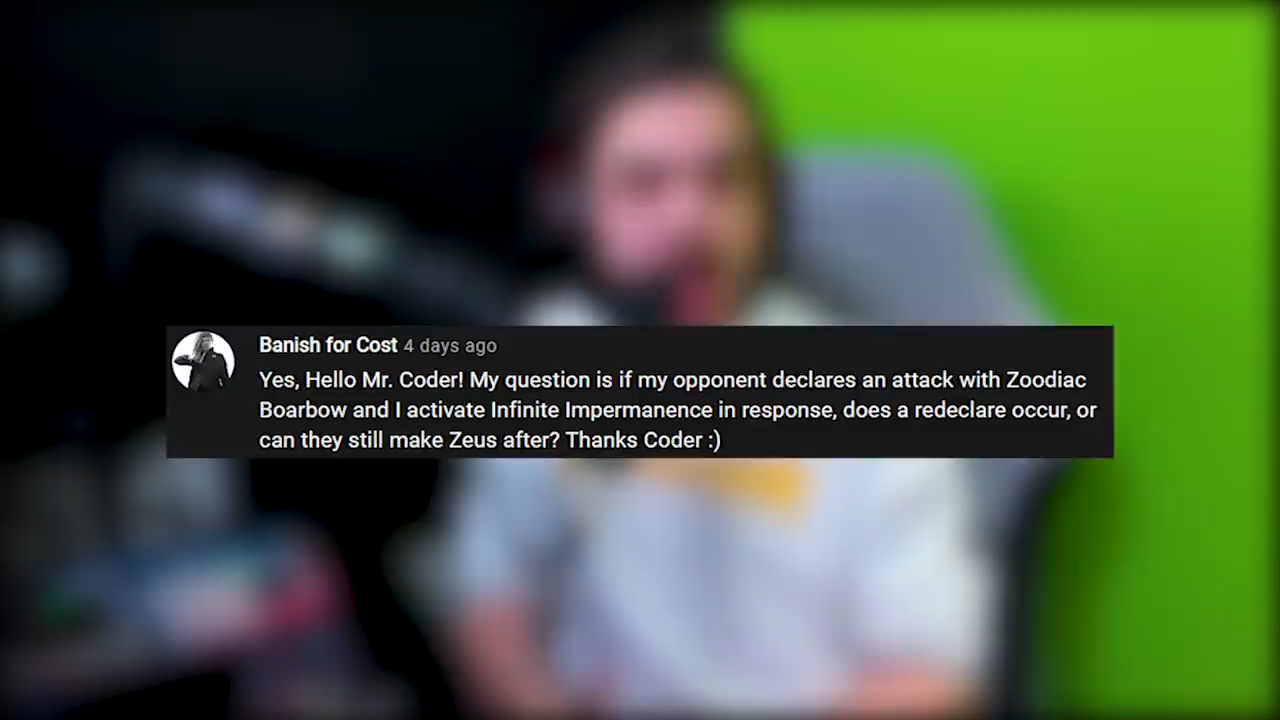 Banish for Cost 4 days ago
Yes, Hello Mr. Coder! My question is if my opponent declares an attack with Zoodiac
Boarbow and I activate Infinite Impermanence in response, does a redeclare occur, or
can they still make Zeus after? Thanks Coder :)